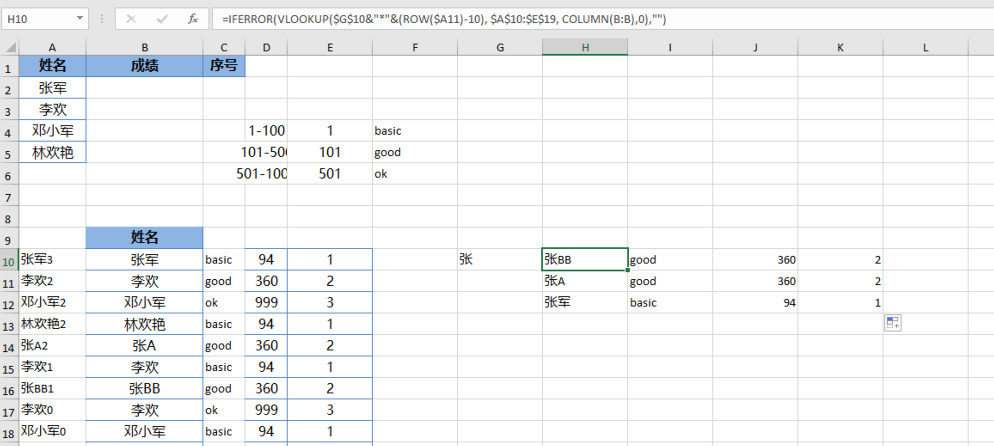 H10 fx =IFERROR(VLOOKUP($G$10&"*"&(ROW($A11)-10), $A$10:$E$19, COLUMN(B:B),0),"")
A B C D E F G H I J K L
1 姓名 成绩 序号
2 张军
3 李欢
4 邓小军 1-100 1 basic
5 林欢艳 101-500 101 good
6 501-100 501 ok
7
8
9 姓名
10 张军3 张军 basic 94 1 张 张BB good 360 2
11 李欢2 李欢 good 360 2 张A good 360 2
12 邓小军2 邓小军 ok 999 3 张军 basic 94 1
13 林欢艳2 林欢艳 basic 94 1
14 张A2 张A good 360 2
15 李欢1 李欢 basic 94 1
16 张BB1 张BB good 360 2
17 李欢0 李欢 ok 999 3
18 邓小军0 邓小军 basic 94 1